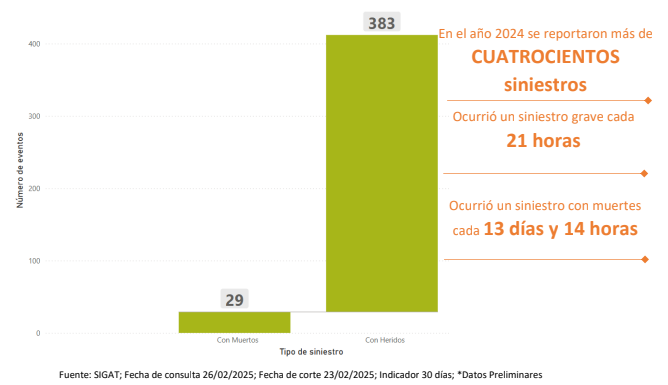 383
En el año 2024 se reportaron más de
CUATROCIENTOS
siniestros
Ocurrió un siniestro grave cada
21 horas
Ocurrió un siniestro con muertes
cada 13 días y 14 horas
400
300
200
100
0
Número de eventos
29
Con Muertos
Con Heridos
Tipo de siniestro
Fuente: SIGAT; Fecha de consulta 26/02/2025; Fecha de corte 23/02/2025; Indicador 30 días; *Datos Preliminares